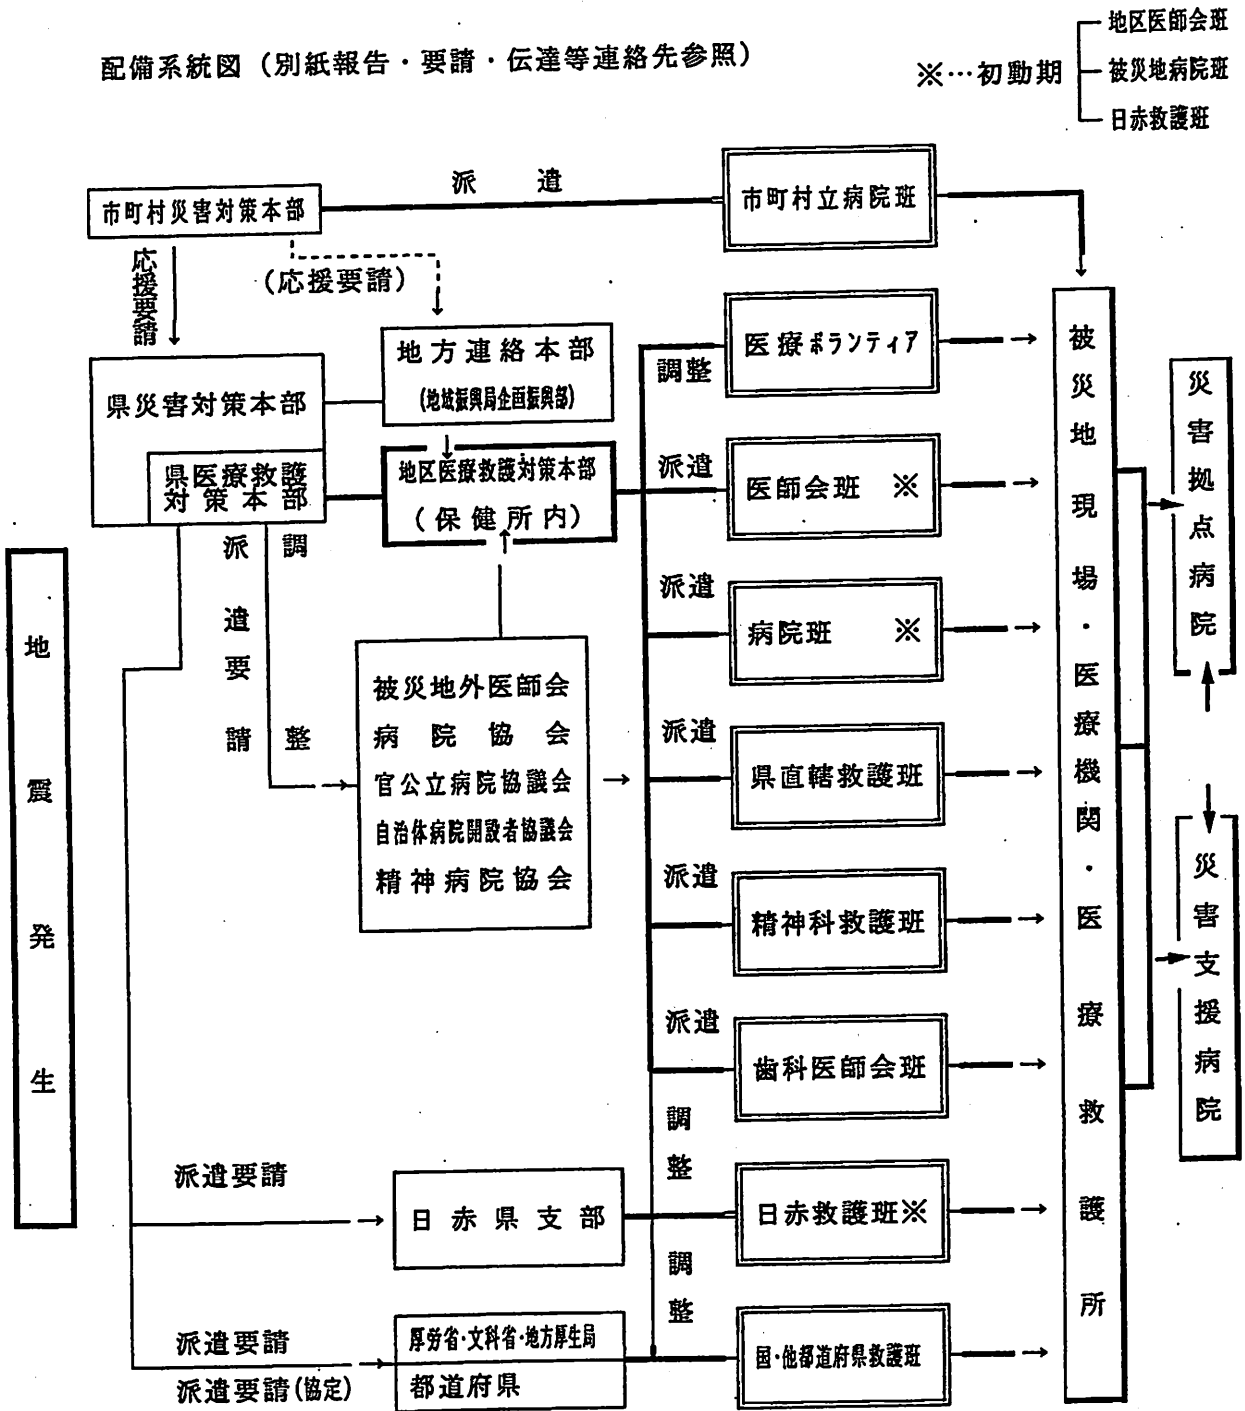 配備系統図（別紙報告・要請・伝達等連絡先参照）
※…初動期
地区医師会班
被災地病院班
日赤救護班
市町村災害対策本部
派遣
市町村立病院班
応援要請
（応援要請）
県災害対策本部
県医療救護
対策本部
地方連絡本部
（地域振興局企画振興部）
地区医療救護対策本部
（保健所内）
調整
医療ボランティア
派遣
医師会班 ※
派遣
病院班 ※
派遣
県直轄救護班
派遣
精神科救護班
派遣
歯科医師会班
調整
日赤救護班※
調整
国・他都道府県救護班
派遣要請
調整
被災地外医師会
病院協会
官公立病院協議会
自治体病院開設者協議会
精神病院協会
地震発生
派遣要請
日赤県支部
派遣要請
派遣要請（協定）
厚労省・文科省・地方厚生局
都道府県
被災地現場・医療機関・医療救護所
災害拠点病院
災害支援病院